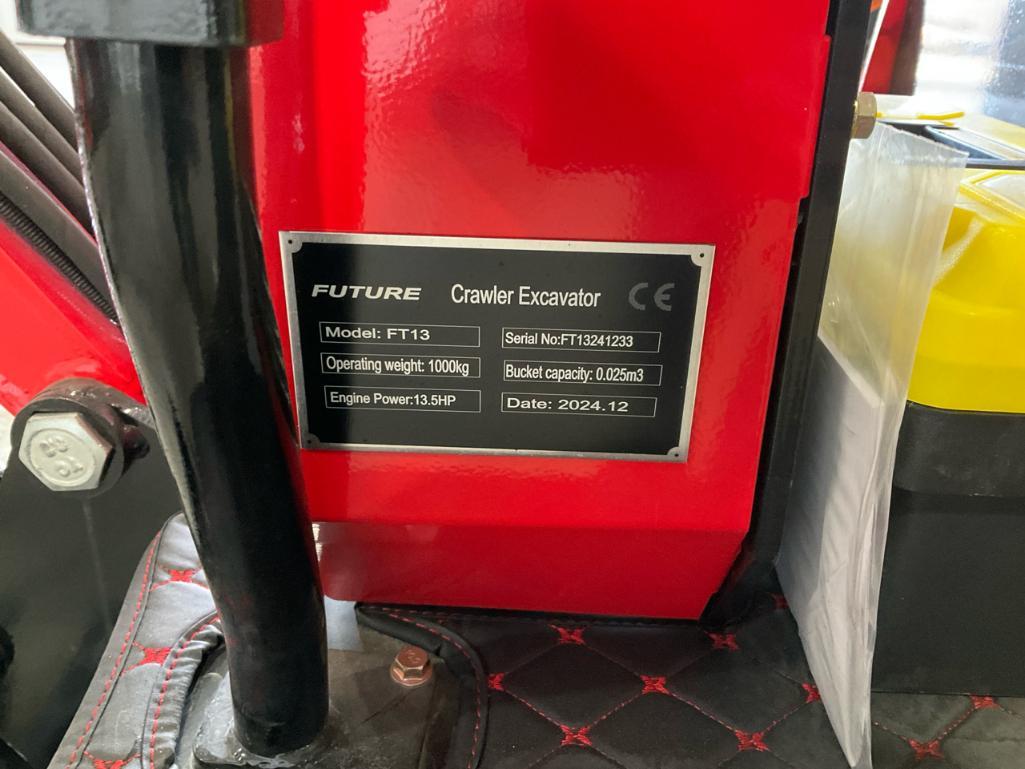 FUTURE Crawler Excavator CE
Model: FT13
Serial No:FT13241233
Operating weight: 1000kg
Bucket capacity: 0.025m3
Engine Power:13.5HP
Date: 2024.12